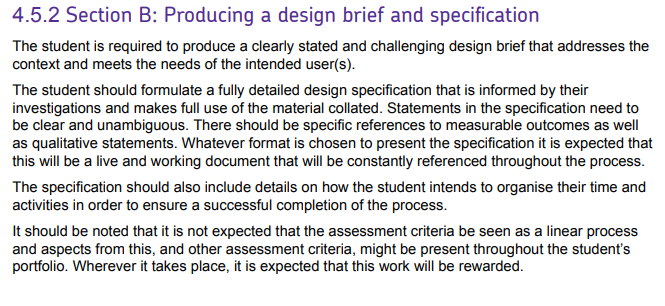 4.5.2 Section B: Producing a design brief and specification
The student is required to produce a clearly stated and challenging design brief that addresses the
context and meets the needs of the intended user(s).
The student should formulate a fully detailed design specification that is informed by their
investigations and makes full use of the material collated. Statements in the specification need to
be clear and unambiguous. There should be specific references to measurable outcomes as well
as qualitative statements. Whatever format is chosen to present the specification it is expected that
this will be a live and working document that will be constantly referenced throughout the process.
The specification should also include details on how the student intends to organise their time and
activities in order to ensure a successful completion of the process.
It should be noted that it is not expected that the assessment criteria be seen as a linear process
and aspects from this, and other assessment criteria, might be present throughout the student's
portfolio. Wherever it takes place, it is expected that this work will be rewarded.